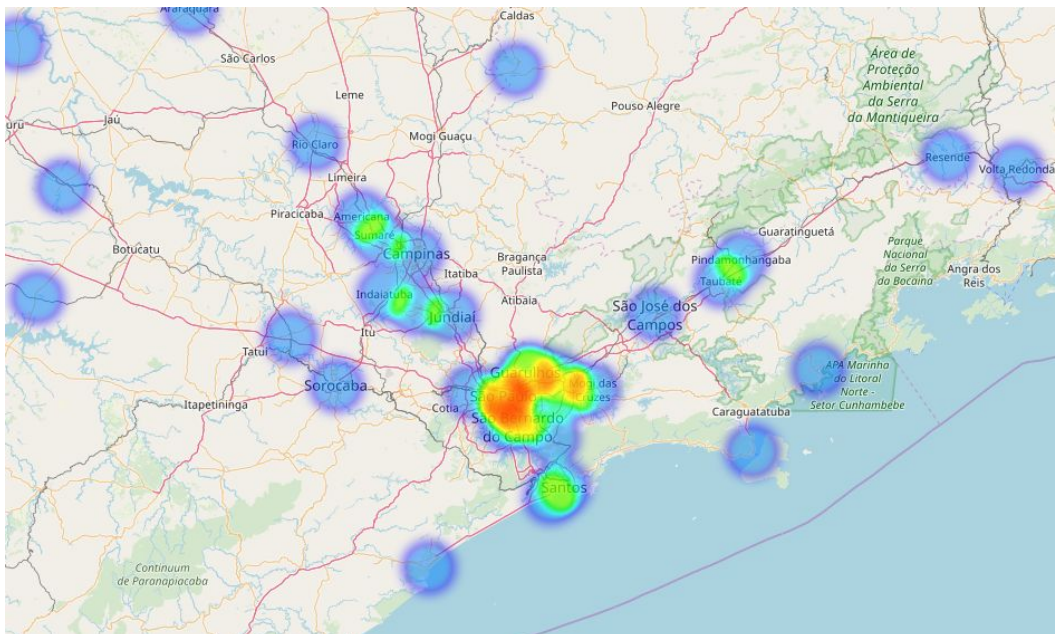 Araraquara
Caldas
São Carlos
Área de
Proteção
Ambiental
da Serra
da Mantiqueira
Leme
Pouso Alegre
Jaú
uru
Mogi Guaçu
Rio Claro
Resende
Volta Redonda
Limeira
Piracicaba
Americana
Sumaré
Guaratinguetá
Botucatu
Campinas
Bragança
Paulista
Itatiba
Pindamonhangaba
Taubaté
Parque
Nacional
da Serra
da Bocaina
Angra dos
Reis
Indaiatuba
Atibaia
Jundiaí
São José dos
Campos
Itu
Tatuí
Guarulhos
Sorocaba
Mogi das
Cruzes
São Paulo
APA Marinha
do Litoral
Norte -
Setor Cunhambebe
Itapetininga
Cotia
Caraguatatuba
São Bernardo
do Campo
Santos
Continuum
de Paranapiacaba